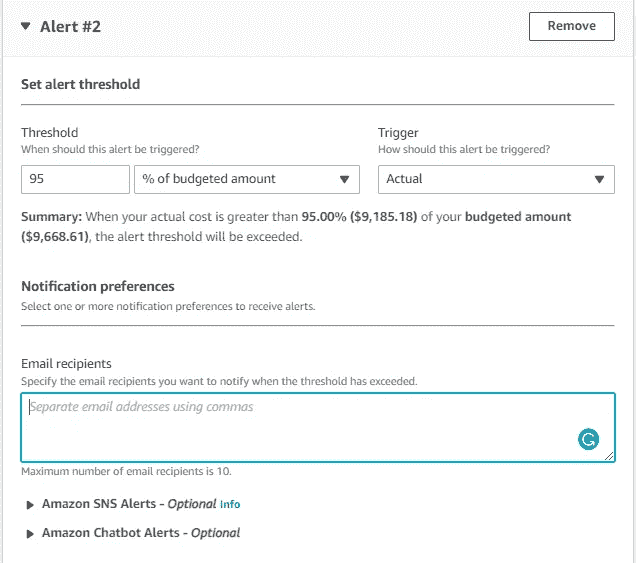 Alert #2
Remove
Set alert threshold
Threshold
When should this alert be triggered?
Trigger
How should this alert be triggered?
95
% of budgeted amount
Actual
Summary: When your actual cost is greater than 95.00% ($9,185.18) of your budgeted amount
($9,668.61), the alert threshold will be exceeded.
Notification preferences
Select one or more notification preferences to receive alerts.
Email recipients
Specify the email recipients you want to notify when the threshold has exceeded.
Separate email addresses using commas
Maximum number of email recipients is 10.
Amazon SNS Alerts - Optional Info
Amazon Chatbot Alerts - Optional